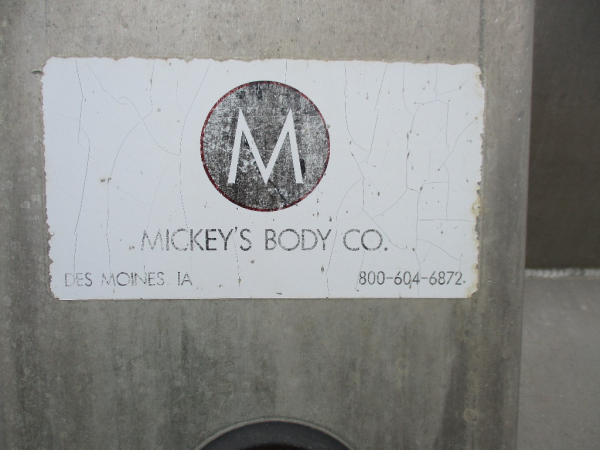 M
MICKEY'S BODY CO.
DES MOINES, IA
800-604-6872